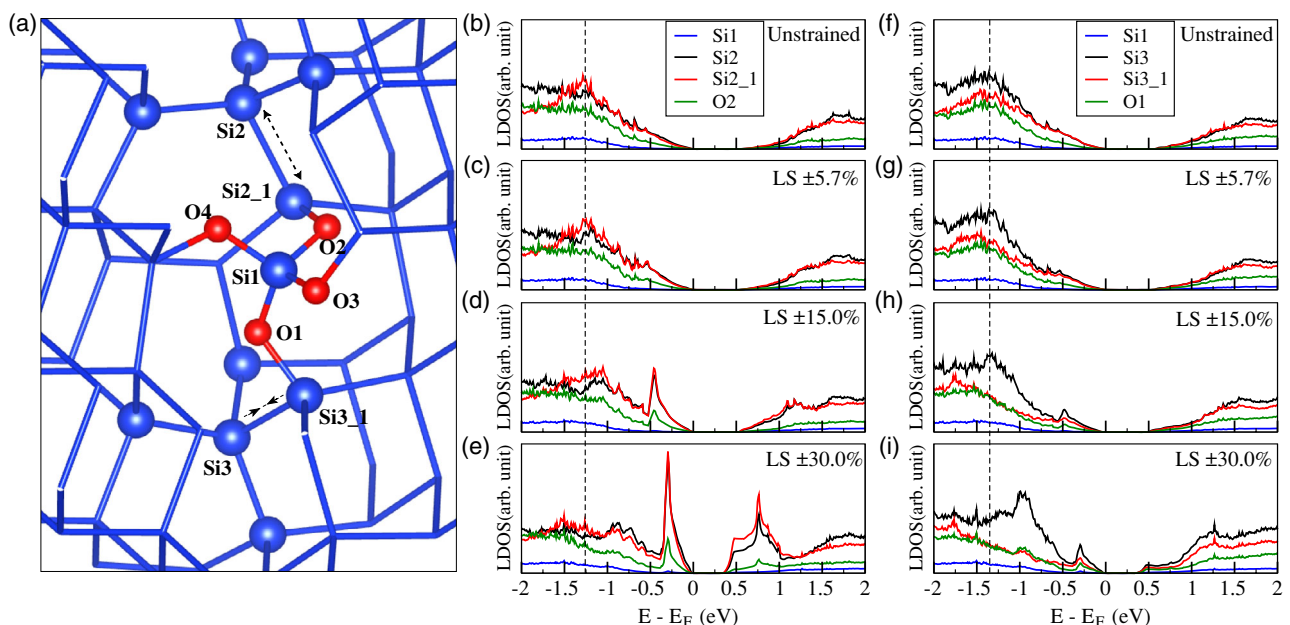 (a)
Si2
Si2_1
O4
O2
Si1
O3
O1
Si3_1
Si3
(b)
LDOS(arb. unit)
Si1
Si2
Si2_1
O2
Unstrained
(c)
LDOS(arb. unit)
LS ±5.7%
(d)
LDOS(arb. unit)
LS ±15.0%
(e)
LDOS(arb. unit)
LS ±30.0%
-2 -1.5 -1 -0.5 0 0.5 1 1.5 2
E - E_F (eV)
(f)
LDOS(arb. unit)
Si1
Si3
Si3_1
O1
Unstrained
(g)
LDOS(arb. unit)
LS ±5.7%
(h)
LDOS(arb. unit)
LS ±15.0%
(i)
LDOS(arb. unit)
LS ±30.0%
-2 -1.5 -1 -0.5 0 0.5 1 1.5 2
E - E_F (eV)